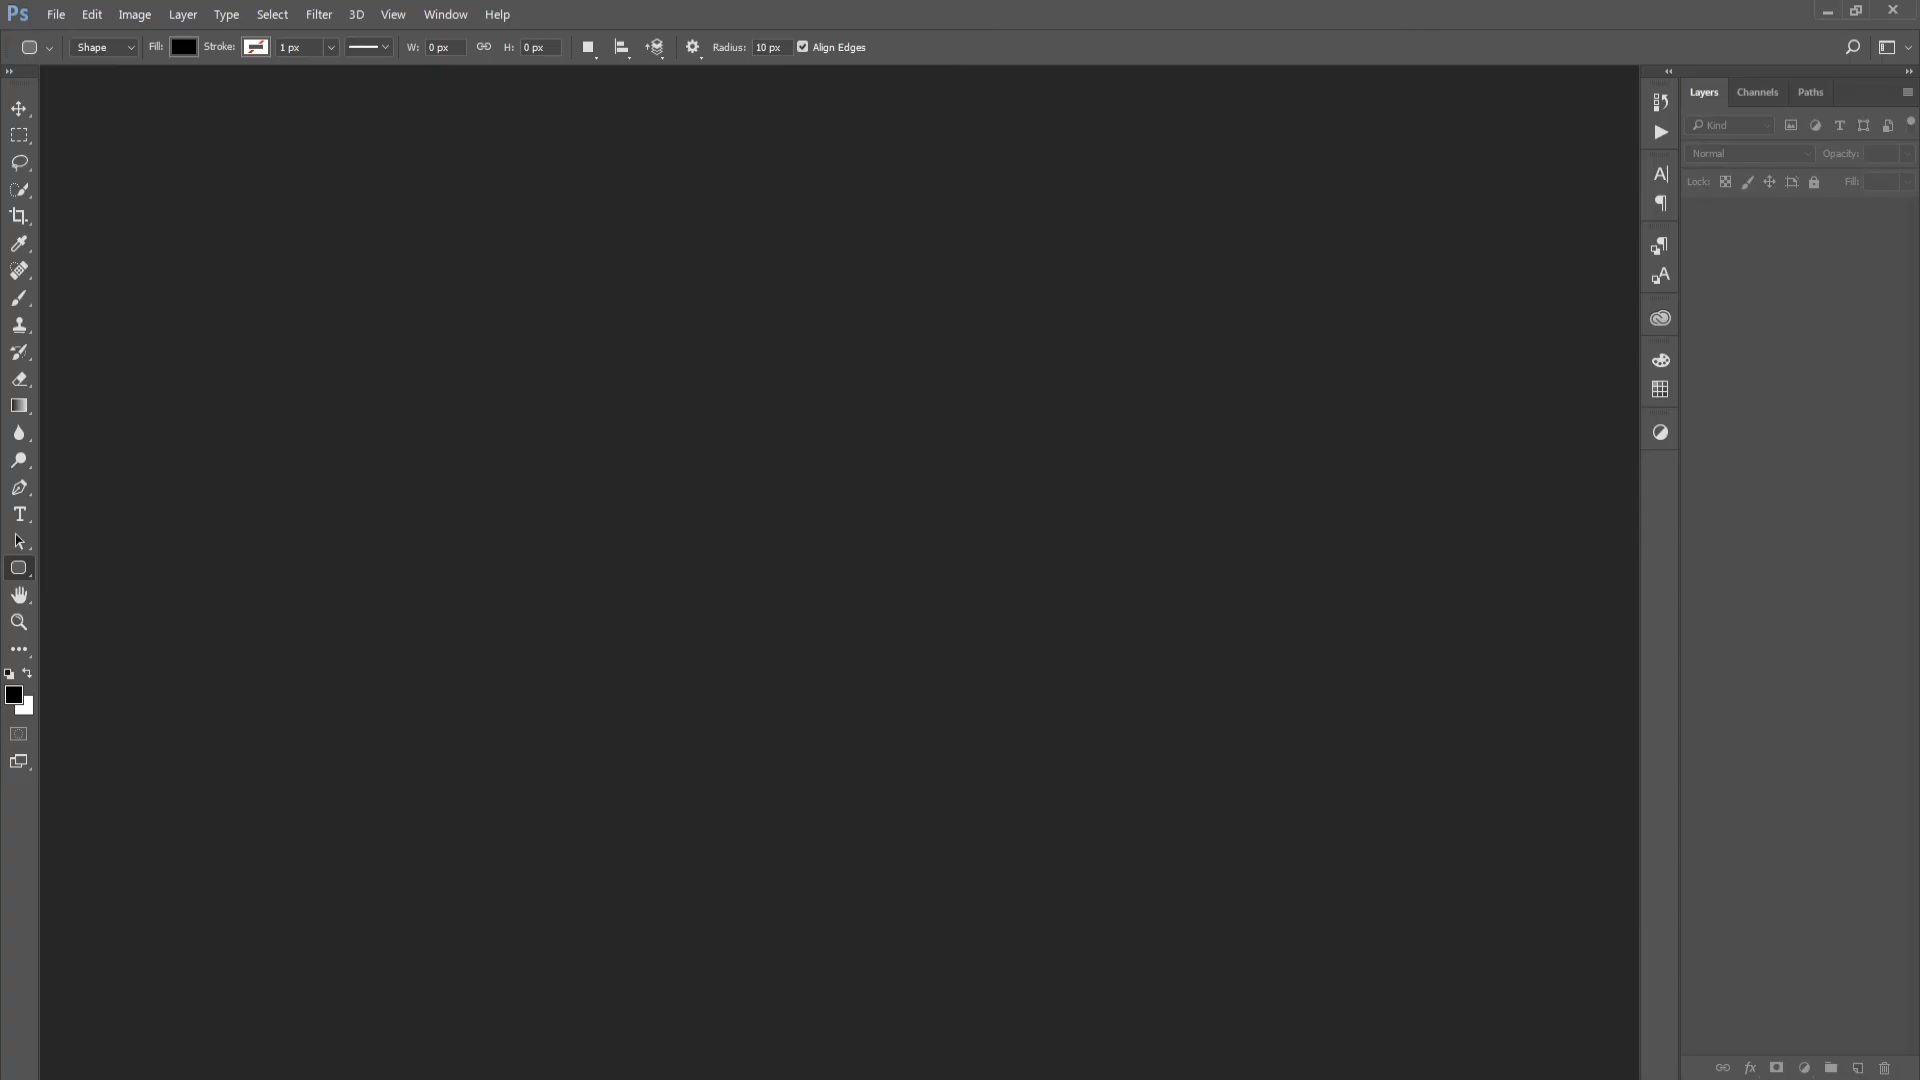 Ps File Edit Image Layer Type Select Filter 3D View Window Help
Shape Fill: Stroke: 1 px W: 0 px H: 0 px Radius: 10 px Align Edges
Layers Channels Paths
Kind
Normal Opacity:
Lock: Fill: